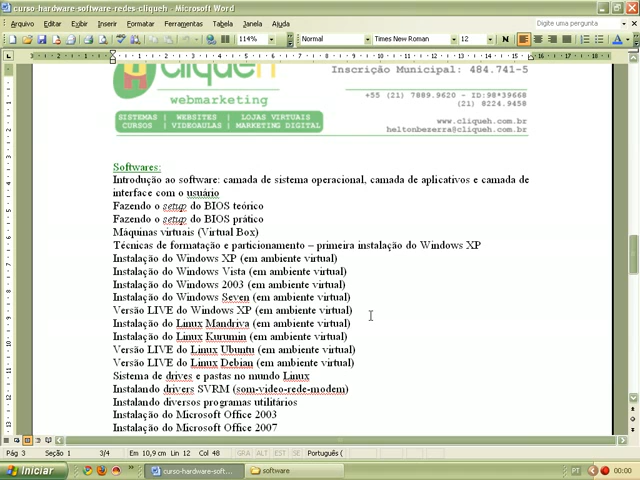 curso-hardware-software-redes-cliqueh - Microsoft Word
Arquivo Editar Exibir Inserir Formatar Ferramentas Tabela Janela Ajuda
Digite uma pergunta
114% Normal Times New Roman 12 N
cliqueh
webmarketing
SISTEMAS | WEBSITES | LOJAS VIRTUAIS
CURSOS | VIDEOAULAS | MARKETING DIGITAL
Inscrição Municipal: 484.741-5
+55 (21) 7889.9620 - ID:98*39668
(21) 8224.9458
www.cliqueh.com.br
heltonbezerra@cliqueh.com.br
Softwares:
Introdução ao software: camada de sistema operacional, camada de aplicativos e camada de
interface com o usuário
Fazendo o setup do BIOS teórico
Fazendo o setup do BIOS prático
Máquinas virtuais (Virtual Box)
Técnicas de formatação e particionamento – primeira instalação do Windows XP
Instalação do Windows XP (em ambiente virtual)
Instalação do Windows Vista (em ambiente virtual)
Instalação do Windows 2003 (em ambiente virtual)
Instalação do Windows Seven (em ambiente virtual)
Versão LIVE do Windows XP (em ambiente virtual)
Instalação do Linux Mandriva (em ambiente virtual)
Instalação do Linux Kurumin (em ambiente virtual)
Versão LIVE do Linux Ubuntu (em ambiente virtual)
Versão LIVE do Linux Debian (em ambiente virtual)
Sistema de drives e pastas no mundo Linux
Instalando drivers SVRM (som-vídeo-rede-modem)
Instalando diversos programas utilitários
Instalação do Microsoft Office 2003
Instalação do Microsoft Office 2007
Pág 3 Seção 1 3/4 Em 10,9 cm Lin 12 Col 48 GRA ALT EST SE Português (
Iniciar curso-hardware-soft... software PT 00:00